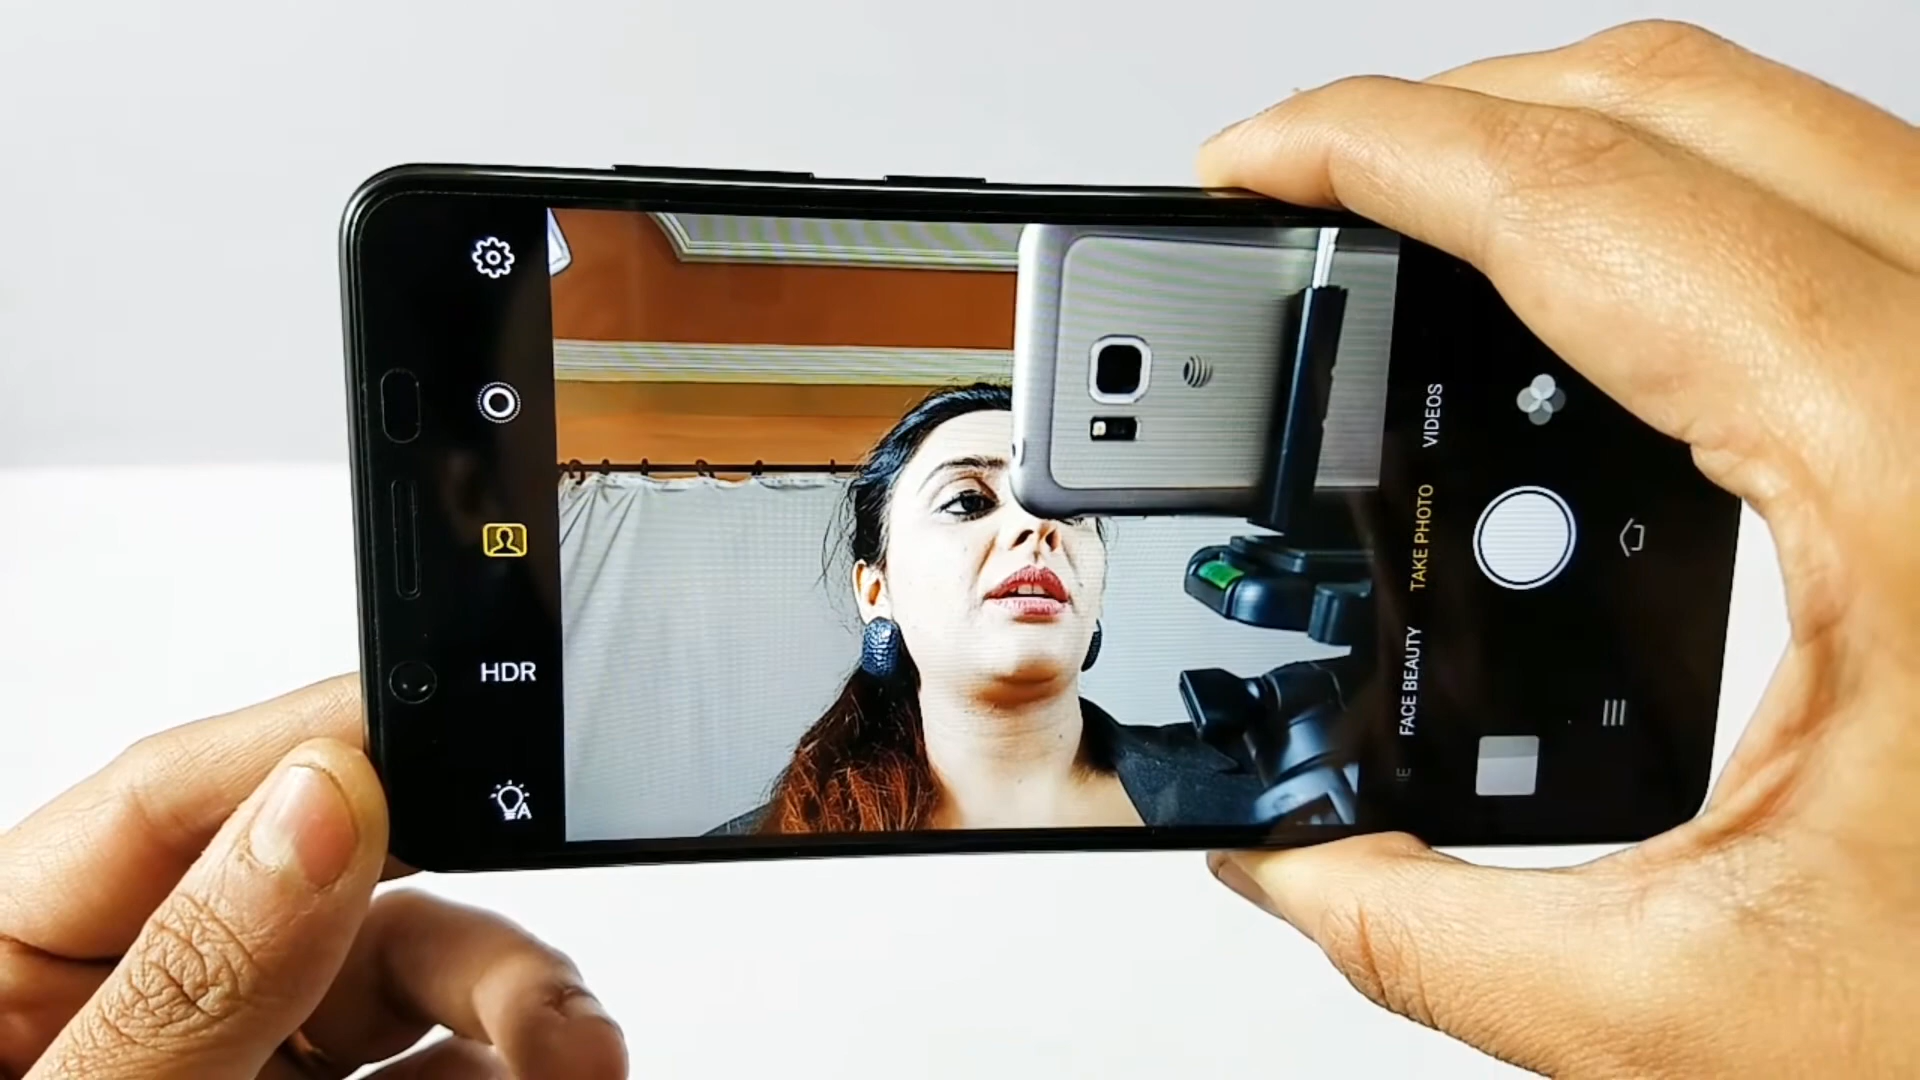 HDR
A
VIDEOS
TAKE PHOTO
FACE BEAUTY